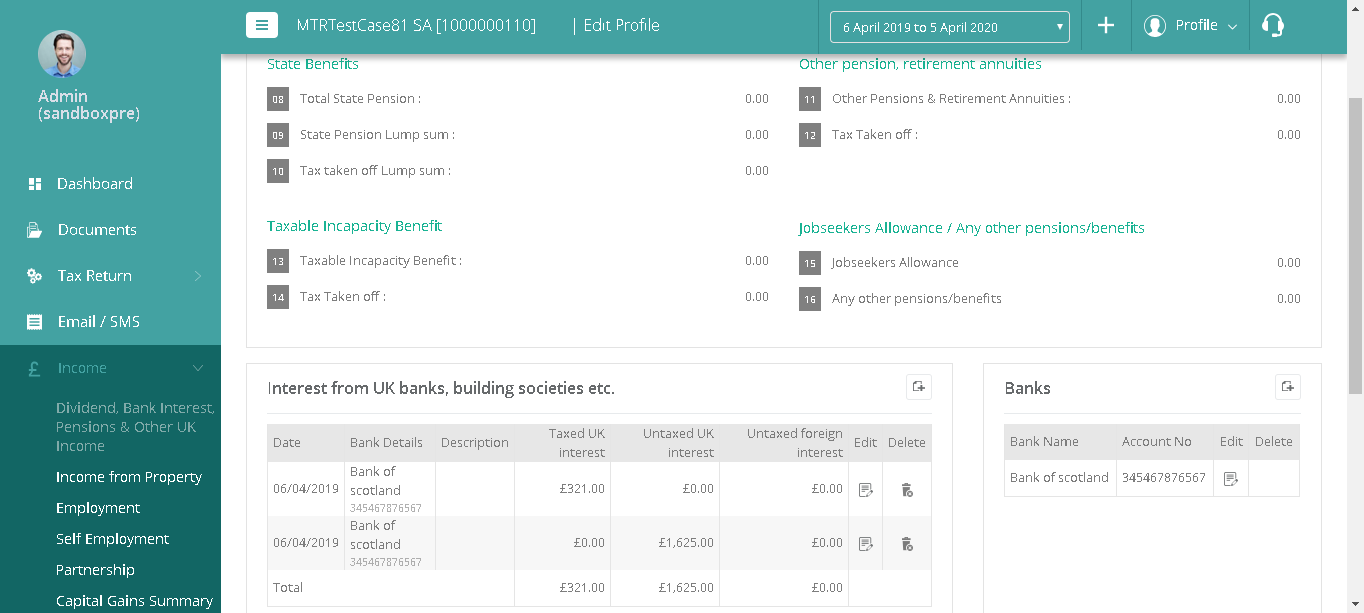 MTRTestCase81 SA [1000000110] | Edit Profile
6 April 2019 to 5 April 2020
Profile
Admin
(sandboxpre)
Dashboard
Documents
Tax Return
Email / SMS
£ Income
Dividend, Bank Interest,
Pensions & Other UK
Income
Income from Property
Employment
Self Employment
Partnership
Capital Gains Summary
State Benefits
08 Total State Pension : 0.00
09 State Pension Lump sum : 0.00
10 Tax taken off Lump sum : 0.00
Other pension, retirement annuities
11 Other Pensions & Retirement Annuities : 0.00
12 Tax Taken off : 0.00
Taxable Incapacity Benefit
13 Taxable Incapacity Benefit : 0.00
14 Tax Taken off : 0.00
Jobseekers Allowance / Any other pensions/benefits
15 Jobseekers Allowance 0.00
16 Any other pensions/benefits 0.00
Interest from UK banks, building societies etc.
Date Bank Details Description Taxed UK interest Untaxed UK interest Untaxed foreign interest Edit Delete
06/04/2019 Bank of scotland 345467876567 £321.00 £0.00 £0.00
06/04/2019 Bank of scotland 345467876567 £0.00 £1,625.00 £0.00
Total £321.00 £1,625.00 £0.00
Banks
Bank Name Account No Edit Delete
Bank of scotland 345467876567